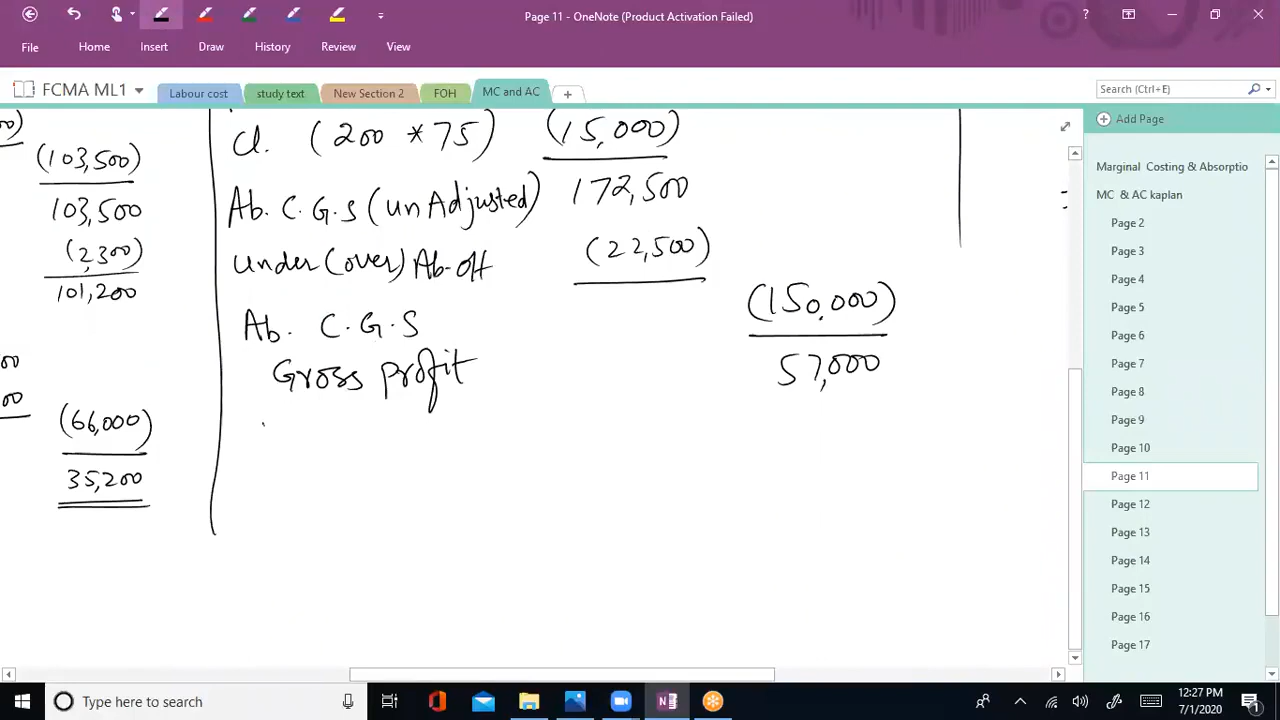 Page 11 - OneNote (Product Activation Failed)
File Home Insert Draw History Review View
FCMA ML1
Labour cost study text New Section 2 FOH MC and AC
Search (Ctrl+E)
Add Page
Marginal Costing & Absorptio
MC & AC kaplan
Page 2
Page 3
Page 4
Page 5
Page 6
Page 7
Page 8
Page 9
Page 10
Page 11
Page 12
Page 13
Page 14
Page 15
Page 16
Page 17
(103,500)
103,500
(2,300)
101,200
00
00
(66,000)
35,200
Cl. (200 * 75) (15,000)
Ab. C.G.S (unAdjusted) 172,500
under (over) Ab-off (22,500)
Ab. C.G.S (150,000)
Gross profit 57,000
Type here to search
12:27 PM
7/1/2020